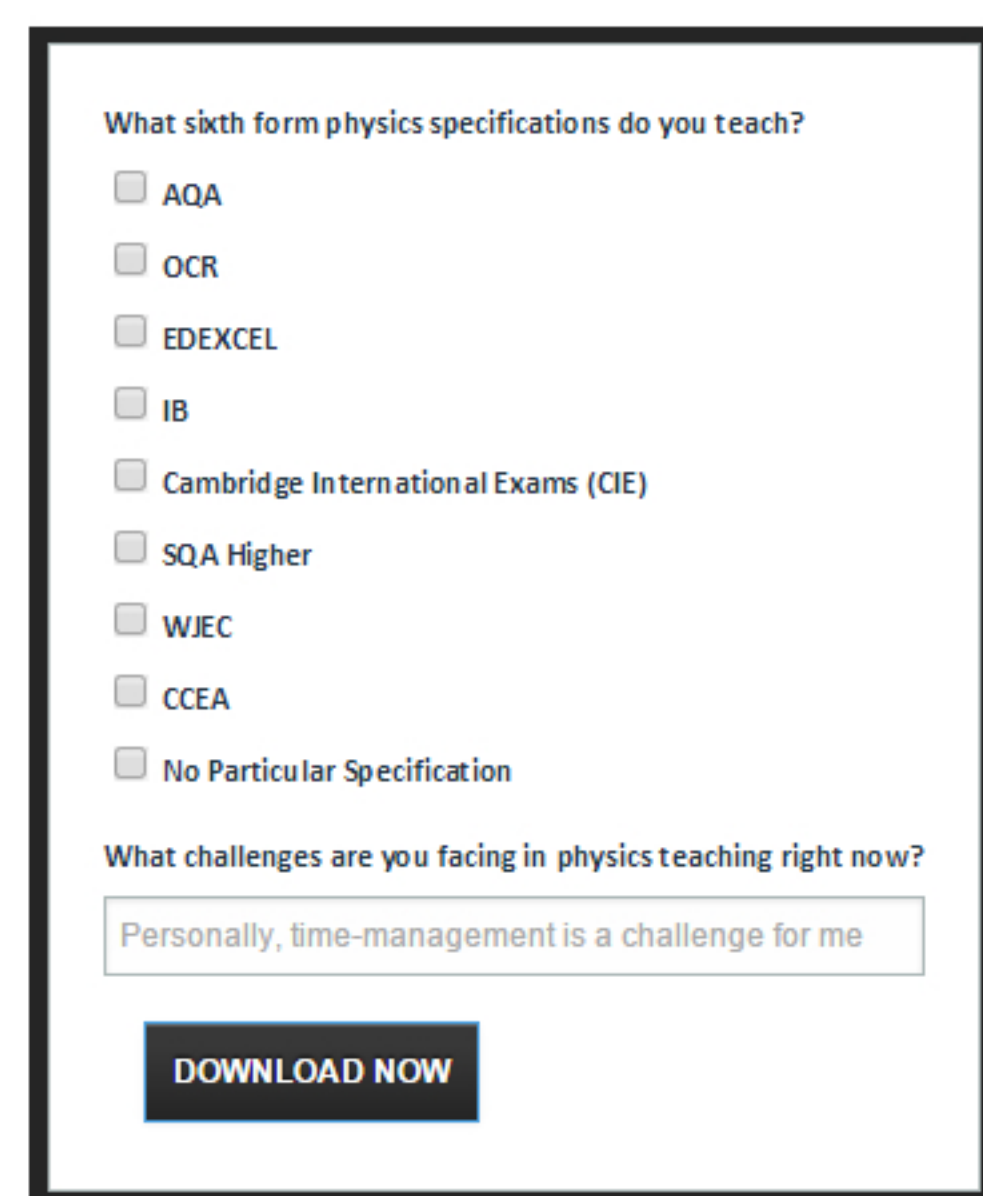 What sixth form physics specifications do you teach?
AQA
OCR
EDEXCEL
IB
Cambridge International Exams (CIE)
SQA Higher
WJEC
CCEA
No Particular Specification
What challenges are you facing in physics teaching right now?
Personally, time-management is a challenge for me
DOWNLOAD NOW